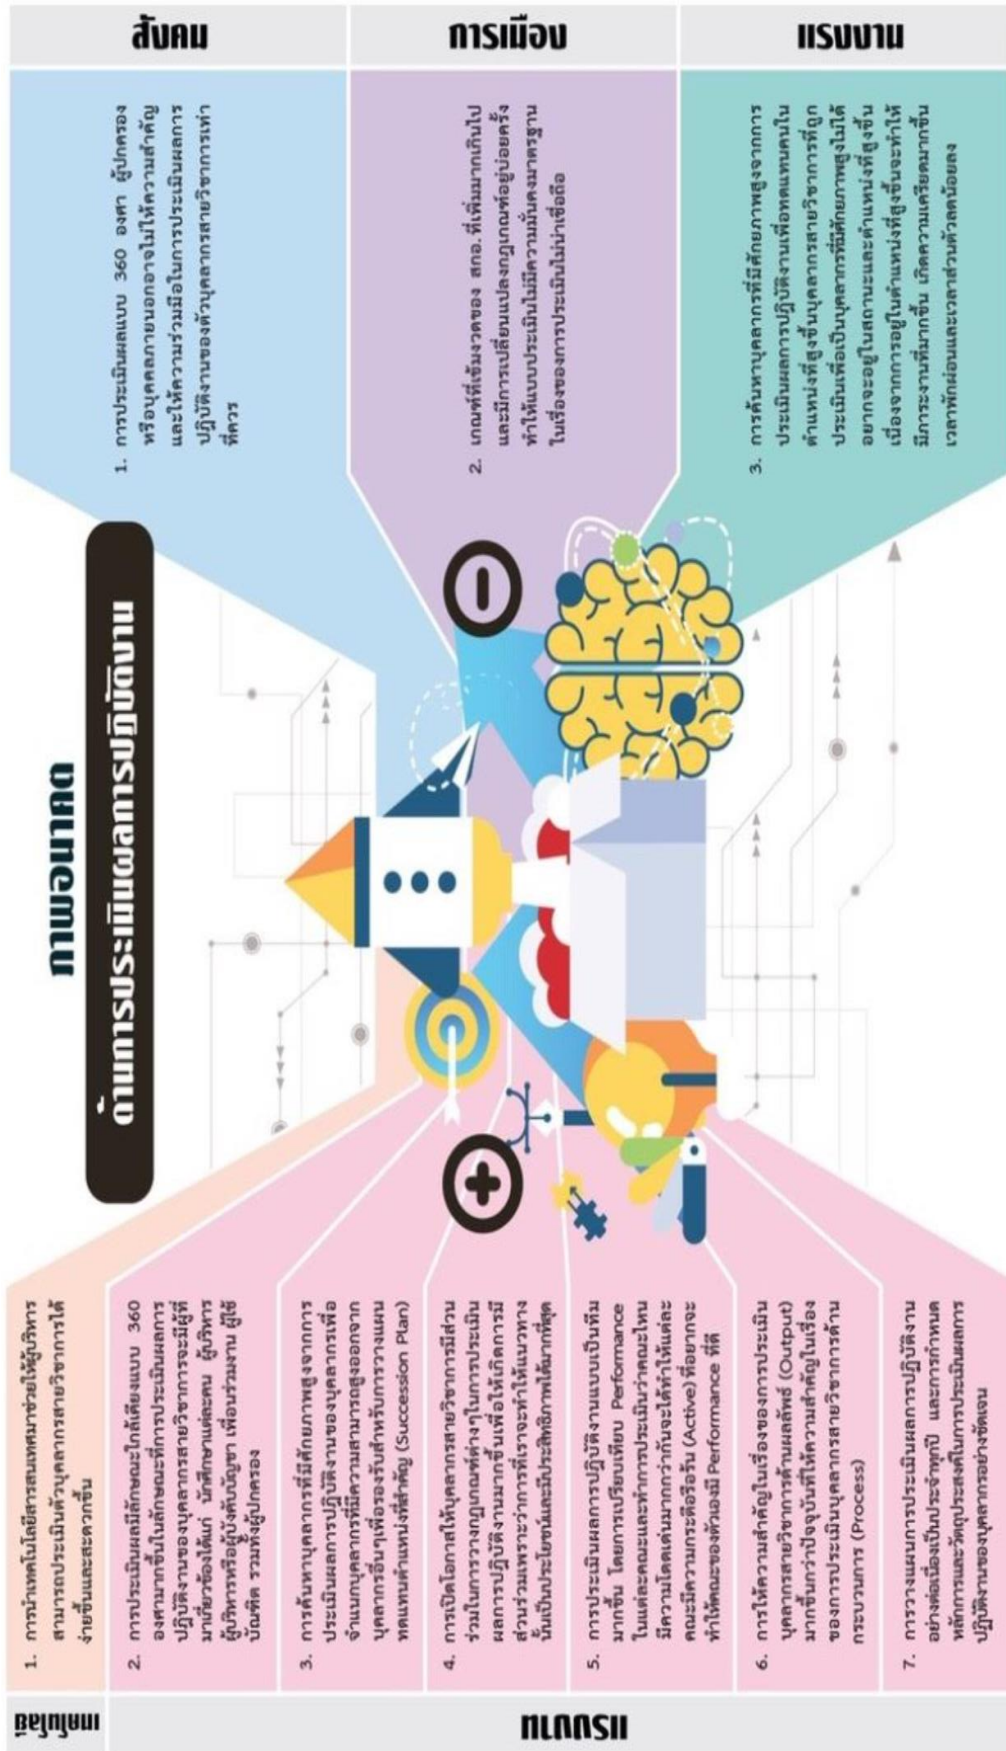 ภาพอนาคต
ด้านการประเมินผลการปฏิบัติงาน
เทคโนโลยี
1. การนำเทคโนโลยีสารสนเทศมาช่วยให้ผู้บริหาร
สามารถประเมินตัวบุคลากรสายวิชาการได้
ง่ายขึ้นและสะดวกขึ้น
แรงงาน
2. การประเมินผลมีลักษณะใกล้เคียงแบบ 360
องศามากขึ้นในลักษณะที่การประเมินผลการ
ปฏิบัติงานของบุคลากรสายวิชาการจะมีผู้ที่
มาเกี่ยวข้องได้แก่ นักศึกษาแต่ละคน ผู้บริหาร
ผู้บริหารหรือผู้บังคับบัญชา เพื่อนร่วมงาน ผู้ใช้
บัณฑิต รวมทั้งผู้ปกครอง
3. การค้นหาบุคลากรที่มีศักยภาพสูงจากการ
ประเมินผลการปฏิบัติงานของบุคลากรเพื่อ
จำแนกบุคลากรที่มีความสามารถสูงออกจาก
บุคลากรอื่นๆเพื่อรองรับสำหรับการวางแผน
ทดแทนตำแหน่งที่สำคัญ (Succession Plan)
4. การเปิดโอกาสให้บุคลากรสายวิชาการมีส่วน
ร่วมในการวางกฎเกณฑ์ต่างๆในการประเมิน
ผลการปฏิบัติงานมากขึ้นเพื่อให้เกิดการมี
ส่วนร่วมเพราะว่าการที่เราจะทำให้แนวทาง
นั้นเป็นประโยชน์และมีประสิทธิภาพได้มากที่สุด
5. การประเมินผลการปฏิบัติงานแบบเป็นทีม
มากขึ้น โดยการเปรียบเทียบ Performance
ในแต่ละคณะและทำการประเมินว่าคณะไหน
มีความโดดเด่นมากกว่ากันจะได้ทำให้แต่ละ
คณะมีความกระตือรือร้น (Active) ที่อยากจะ
ทำให้คณะของตัวเองมี Performance ที่ดี
6. การให้ความสำคัญในเรื่องของการประเมิน
บุคลากรสายวิชาการด้านผลลัพธ์ (Output)
มากขึ้นกว่าปัจจุบันที่ให้ความสำคัญในเรื่อง
ของการประเมินบุคลากรสายวิชาการด้าน
กระบวนการ (Process)
7. การวางแผนการประเมินผลการปฏิบัติงาน
อย่างต่อเนื่องเป็นประจำทุกปี และการกำหนด
หลักการและวัตถุประสงค์ในการประเมินผลการ
ปฏิบัติงานของบุคลากรอย่างชัดเจน
สังคม
1. การประเมินผลแบบ 360 องศา ผู้ปกครอง
หรือบุคคลภายนอกอาจไม่ให้ความสำคัญ
และให้ความร่วมมือในการประเมินผลการ
ปฏิบัติงานของตัวบุคลากรสายวิชาการเท่า
ที่ควร
การเมือง
2. เกณฑ์ที่เข้มงวดของ สกอ. ที่เพิ่มมากเกินไป
และมีการเปลี่ยนแปลงกฎเกณฑ์อยู่บ่อยครั้ง
ทำให้แบบประเมินไม่มีความมั่นคงมาตรฐาน
ในเรื่องของการประเมินไม่น่าเชื่อถือ
แรงงาน
3. การค้นหาบุคลากรที่มีศักยภาพสูงจากการ
ประเมินผลการปฏิบัติงานเพื่อทดแทนคนใน
ตำแหน่งที่สูงขึ้นบุคลากรสายวิชาการที่ถูก
ประเมินเพื่อเป็นบุคลากรที่มีศักยภาพสูงไม่ได้
อยากจะอยู่ในสถานะและตำแหน่งที่สูงขึ้น
เนื่องจากการอยู่ในตำแหน่งที่สูงขึ้นจะทำให้
มีภาระงานที่มากขึ้น เกิดความเครียดมากขึ้น
เวลาพักผ่อนและเวลาส่วนตัวลดน้อยลง